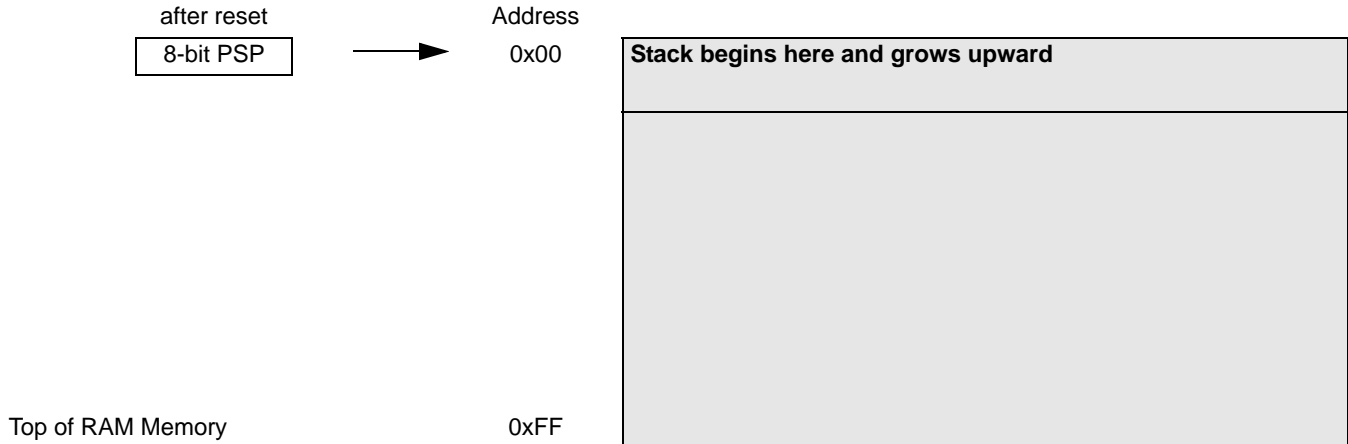 after reset Address
8-bit PSP 0x00 Stack begins here and grows upward
Top of RAM Memory 0xFF